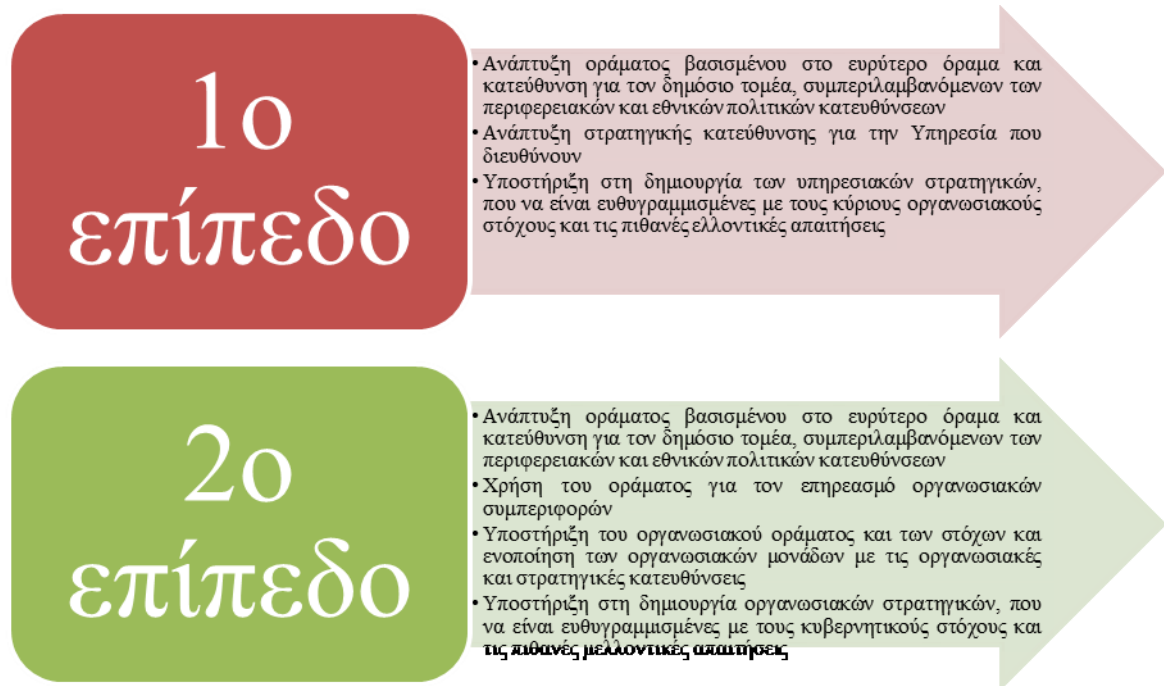 1ο
επίπεδο
• Ανάπτυξη οράματος βασισμένου στο ευρύτερο όραμα και
κατεύθυνση για τον δημόσιο τομέα, συμπεριλαμβανόμενων των
περιφερειακών και εθνικών πολιτικών κατευθύνσεων
• Ανάπτυξη στρατηγικής κατεύθυνσης για την Υπηρεσία που
διευθύνουν
• Υποστήριξη στη δημιουργία των υπηρεσιακών στρατηγικών,
που να είναι ευθυγραμμισμένες με τους κύριους οργανωσιακούς
στόχους και τις πιθανές ελλοντικές απαιτήσεις
2ο
επίπεδο
• Ανάπτυξη οράματος βασισμένου στο ευρύτερο όραμα και
κατεύθυνση για τον δημόσιο τομέα, συμπεριλαμβανόμενων των
περιφερειακών και εθνικών πολιτικών κατευθύνσεων
• Χρήση του οράματος για τον επηρεασμό οργανωσιακών
συμπεριφορών
• Υποστήριξη του οργανωσιακού οράματος και των στόχων και
ενοποίηση των οργανωσιακών μονάδων με τις οργανωσιακές
και στρατηγικές κατευθύνσεις
• Υποστήριξη στη δημιουργία οργανωσιακών στρατηγικών, που
να είναι ευθυγραμμισμένες με τους κυβερνητικούς στόχους και
τις πιθανές μελλοντικές απαιτήσεις